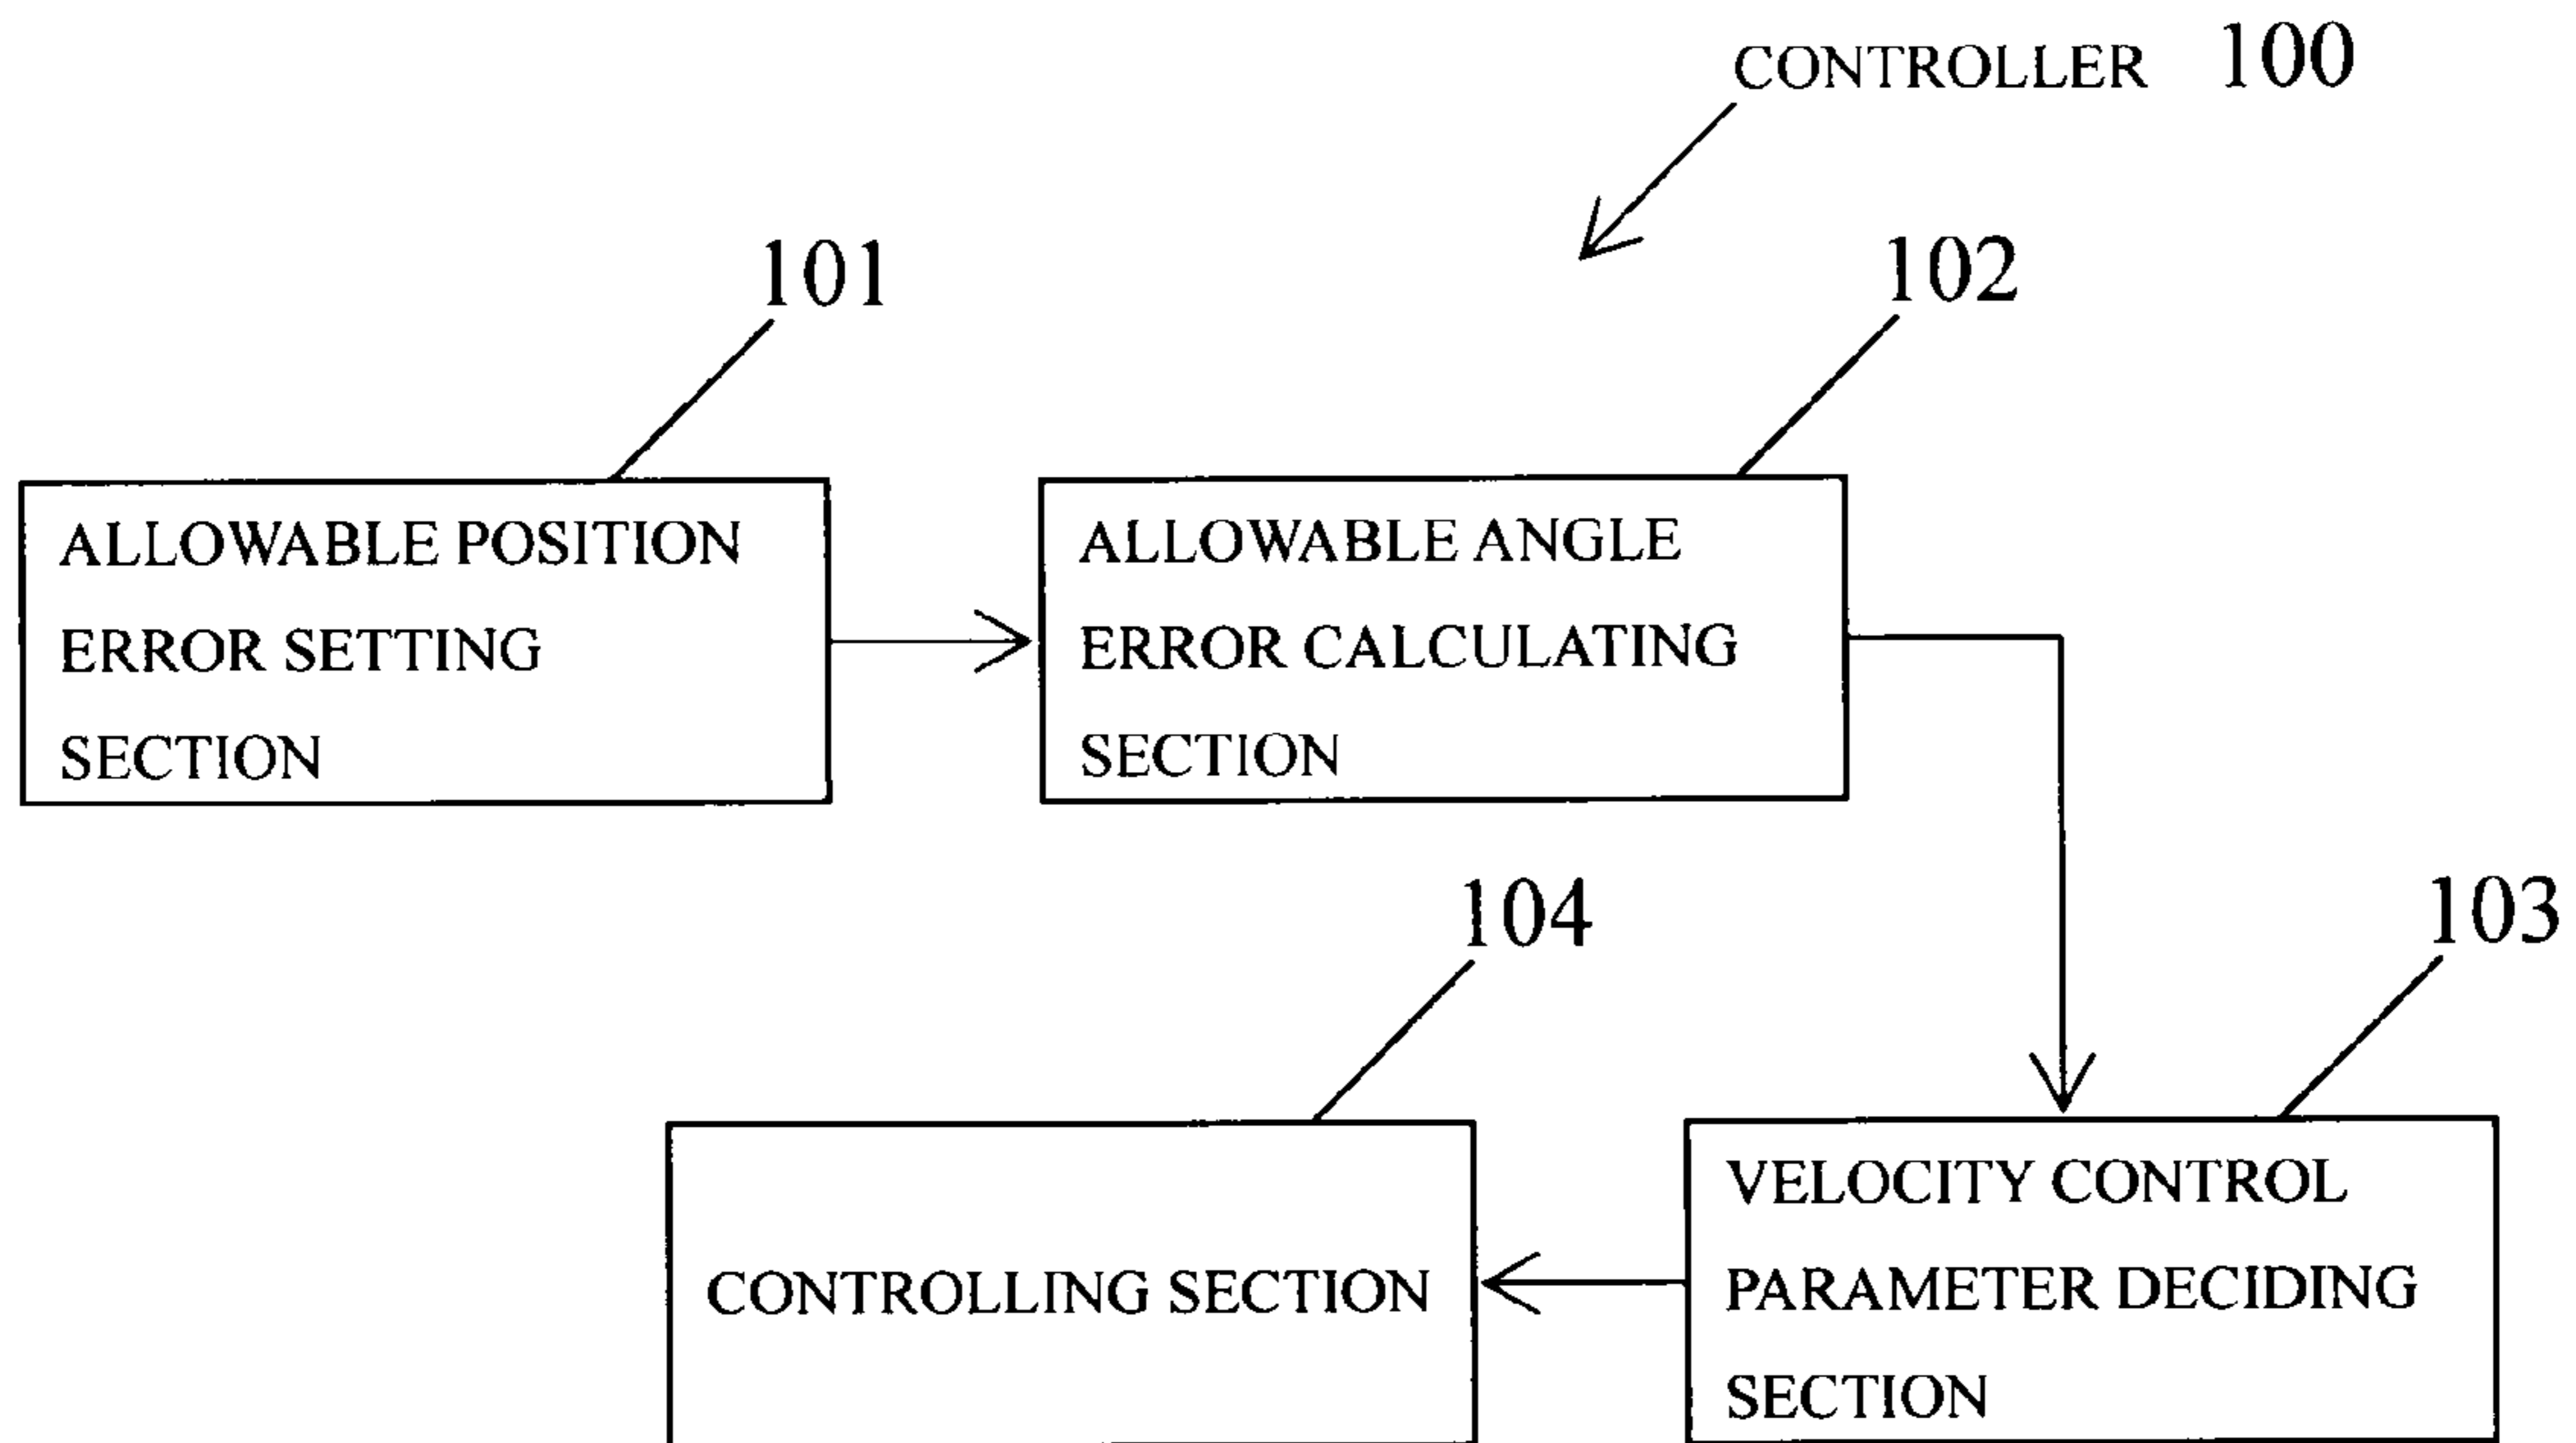 CONTROLLER 100
101
102
ALLOWABLE POSITION
ERROR SETTING
SECTION
ALLOWABLE ANGLE
ERROR CALCULATING
SECTION
104
103
CONTROLLING SECTION
VELOCITY CONTROL
PARAMETER DECIDING
SECTION